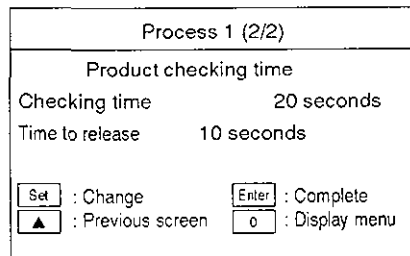 Process 1 (2/2)
Product checking time
Checking time 20 seconds
Time to release 10 seconds
Set : Change Enter : Complete
▲ : Previous screen 0 : Display menu